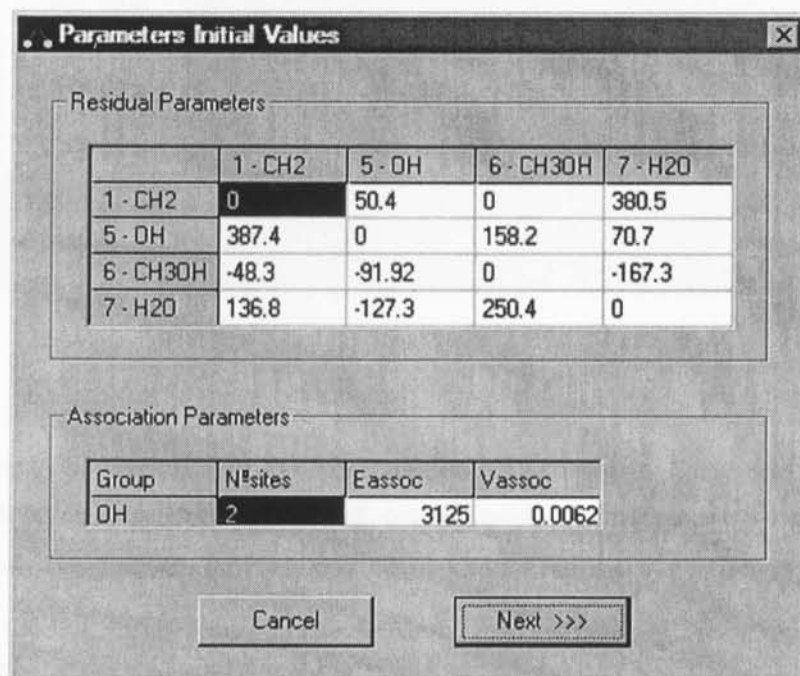 Parameters Initial Values
Residual Parameters
1 - CH2 5 - OH 6 - CH3OH 7 - H2O
1 - CH2 0 50.4 0 380.5
5 - OH 387.4 0 158.2 70.7
6 - CH3OH -48.3 -91.92 0 -167.3
7 - H2O 136.8 -127.3 250.4 0
Association Parameters
Group Nºsites Eassoc Vassoc
OH 2 3125 0.0062
Cancel Next >>>